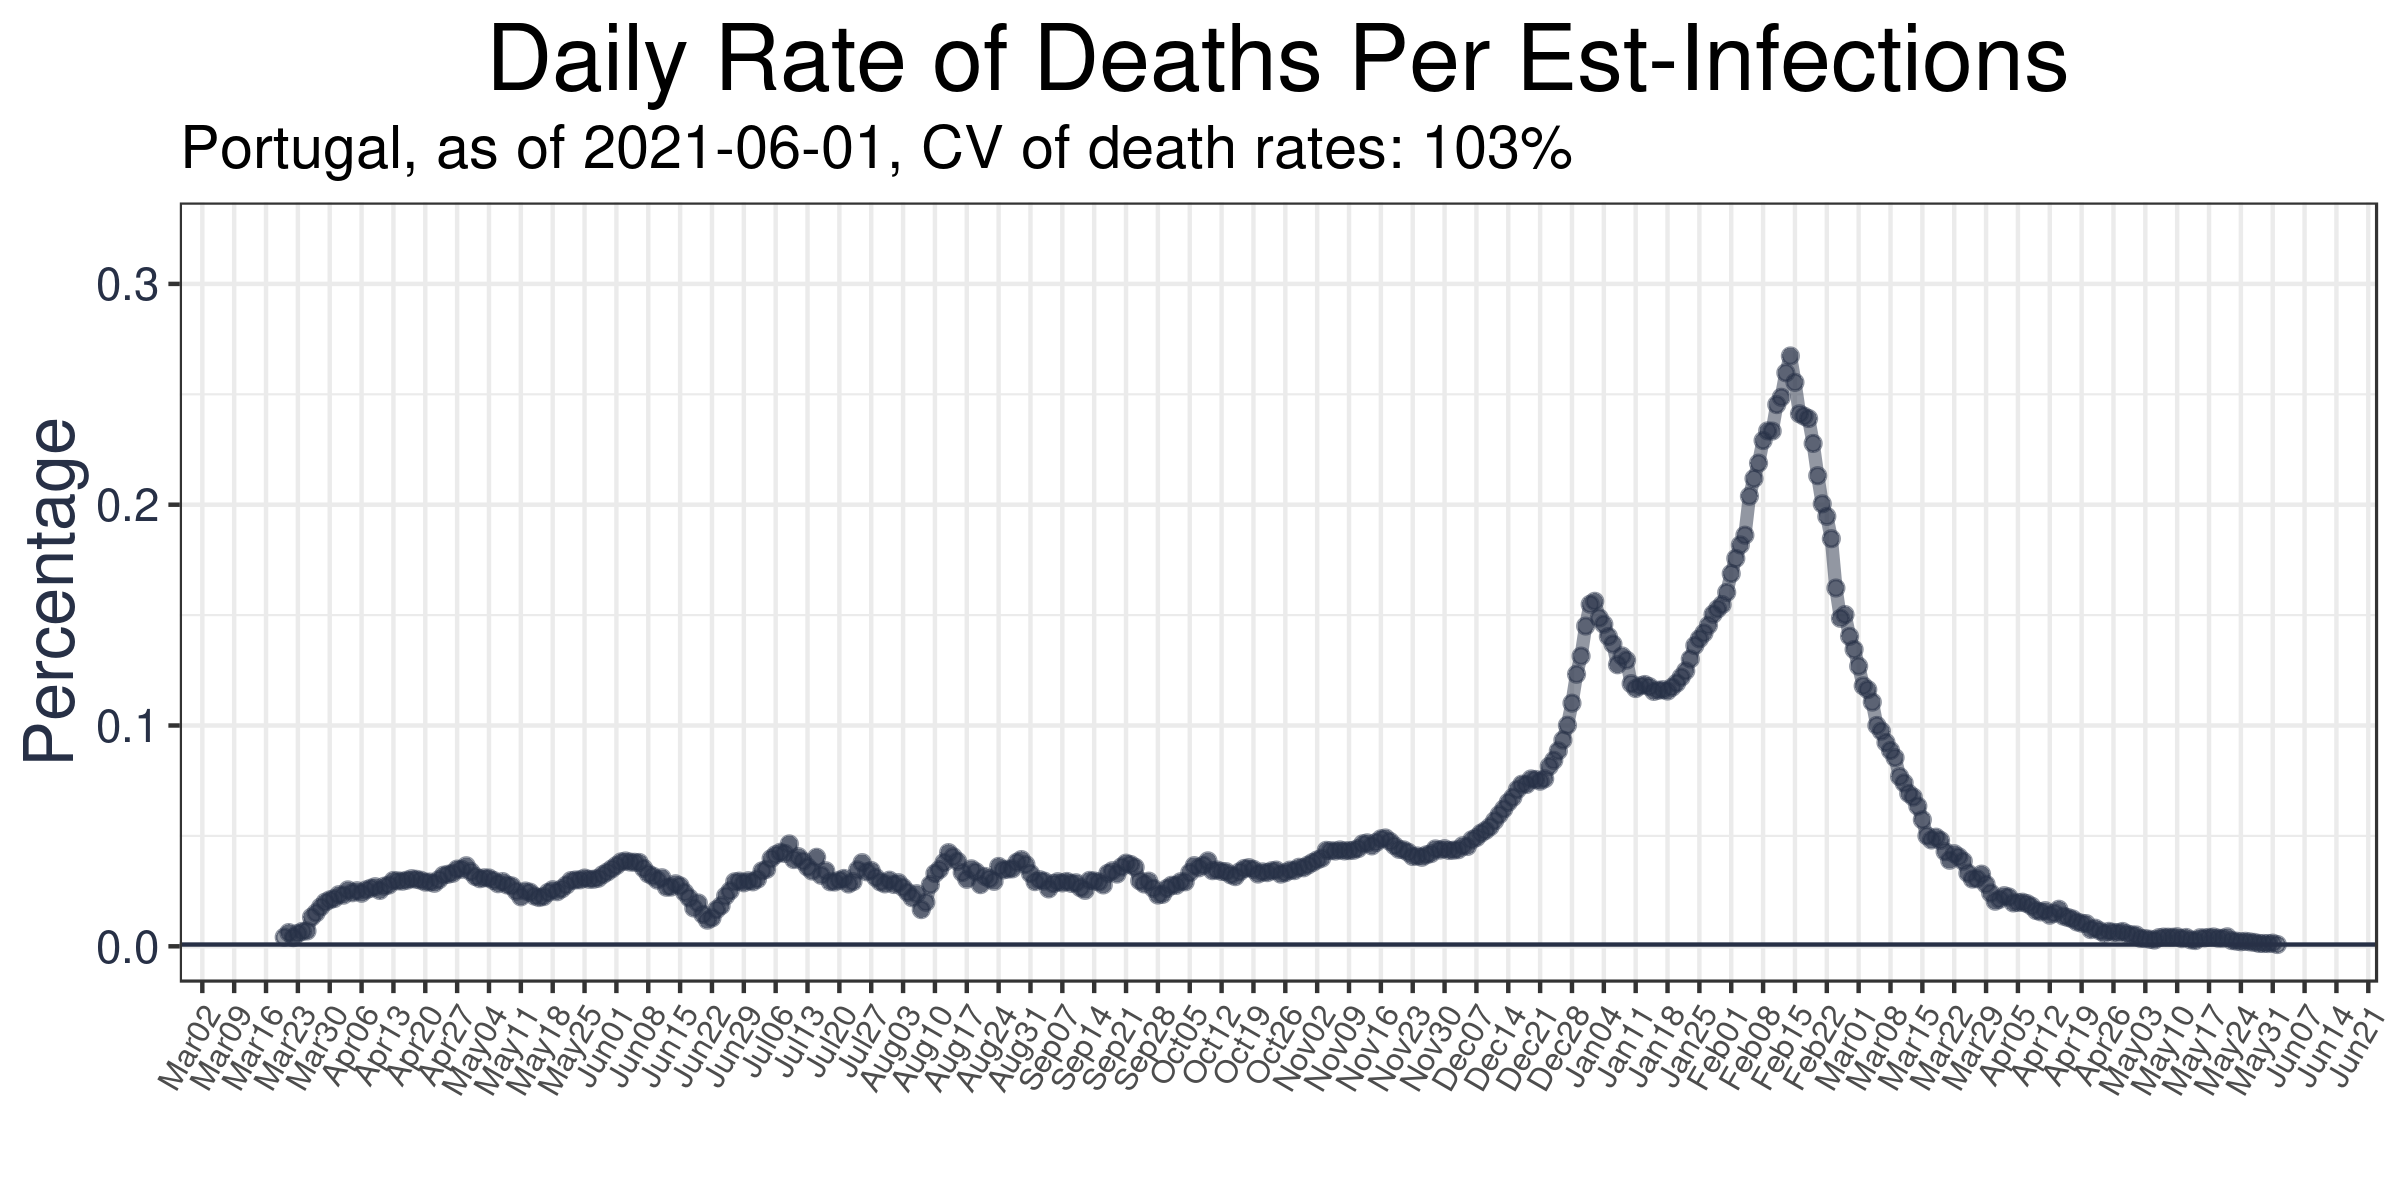 Daily Rate of Deaths Per Est-Infections
Portugal, as of 2021-06-01, CV of death rates: 103%
Percentage
0.3
0.2
0.1
0.0
Mar02
Mar09
Mar16
Mar23
Mar30
Apr06
Apr13
Apr20
Apr27
May04
May11
May18
May25
Jun01
Jun08
Jun15
Jun22
Jun29
Jul06
Jul13
Jul20
Jul27
Aug03
Aug10
Aug17
Aug24
Aug31
Sep07
Sep14
Sep21
Sep28
Oct05
Oct12
Oct19
Oct26
Nov02
Nov09
Nov16
Nov23
Nov30
Dec07
Dec14
Dec21
Dec28
Jan04
Jan11
Jan18
Jan25
Feb01
Feb08
Feb15
Feb22
Mar01
Mar08
Mar15
Mar22
Mar29
Apr05
Apr12
Apr19
Apr26
May03
May10
May17
May24
May31
Jun07
Jun14
Jun21